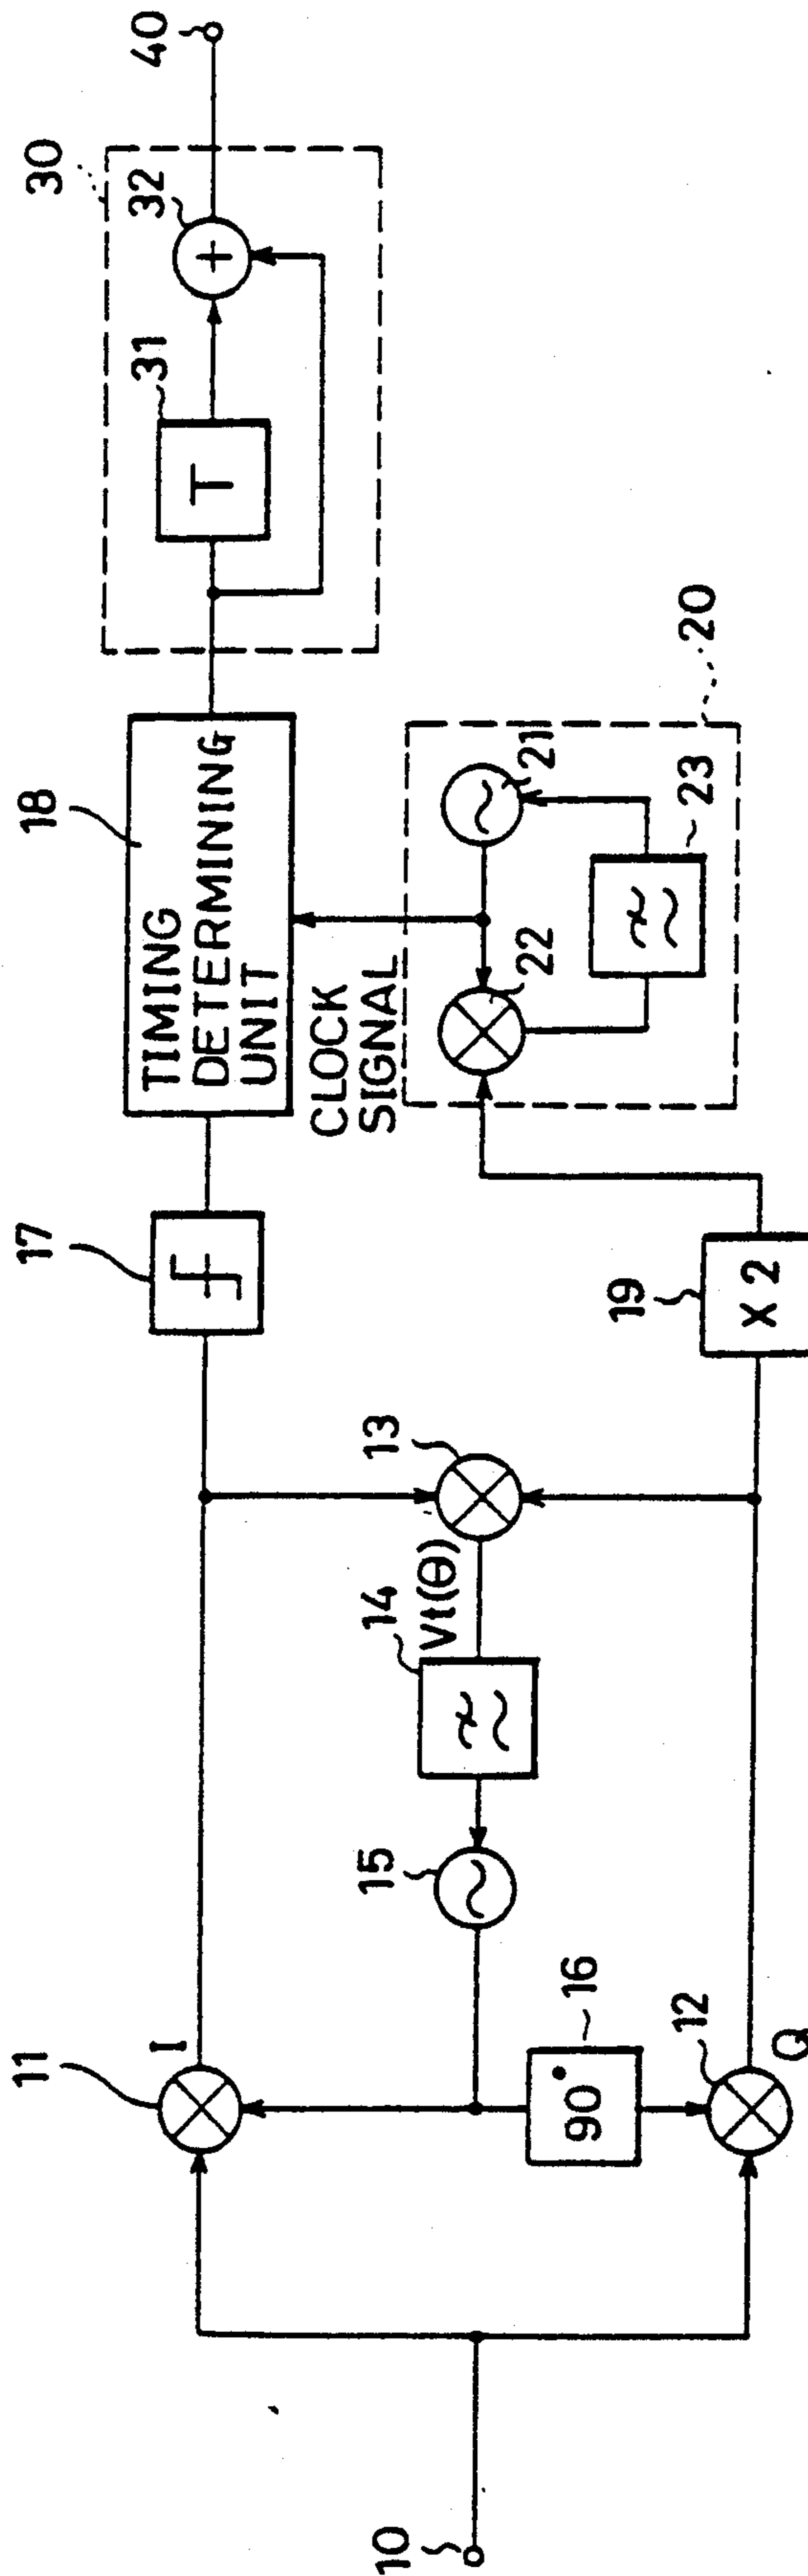 10
11
I
12
Q
90°
16
15
14
Vt(θ)
13
17
18
TIMING
DETERMINING
UNIT
CLOCK
SIGNAL
19
X 2
20
21
22
23
30
T
31
32
+
40